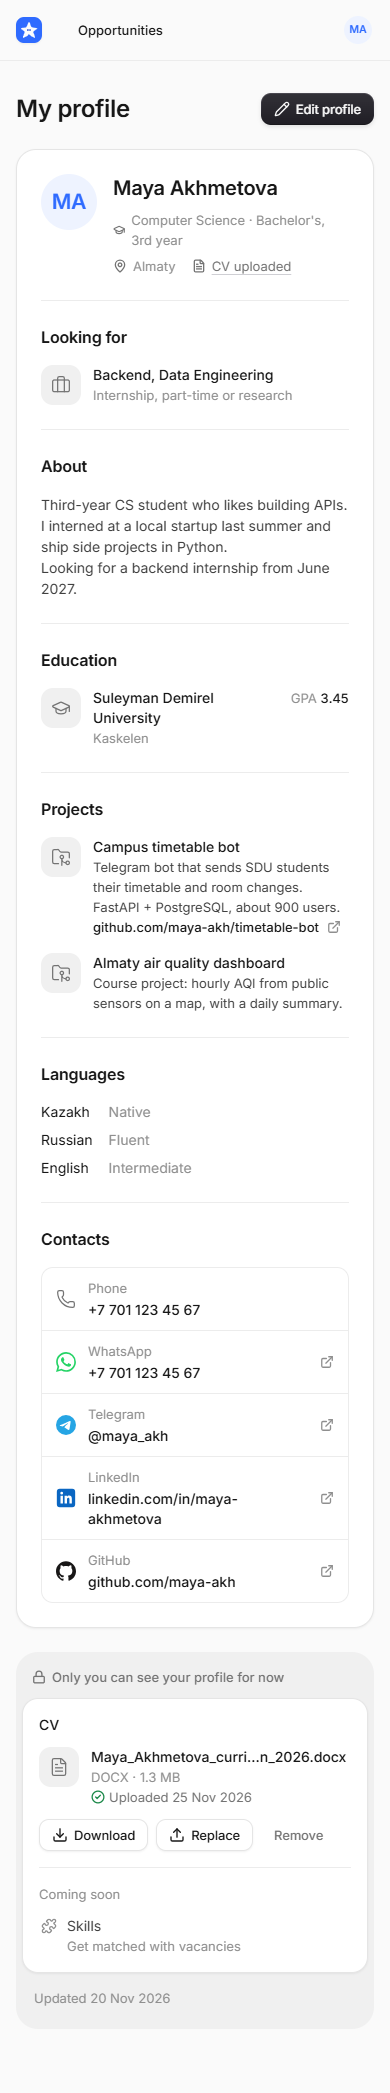 Opportunities
MA
My profile
Edit profile
MA
Maya Akhmetova
Computer Science · Bachelor's,
3rd year
Almaty
CV uploaded
Looking for
Backend, Data Engineering
Internship, part-time or research
About
Third-year CS student who likes building APIs.
I interned at a local startup last summer and
ship side projects in Python.
Looking for a backend internship from June
2027.
Education
Suleyman Demirel
University
GPA 3.45
Kaskelen
Projects
Campus timetable bot
Telegram bot that sends SDU students
their timetable and room changes.
FastAPI + PostgreSQL, about 900 users.
github.com/maya-akh/timetable-bot
Almaty air quality dashboard
Course project: hourly AQI from public
sensors on a map, with a daily summary.
Languages
Kazakh Native
Russian Fluent
English Intermediate
Contacts
Phone
+7 701 123 45 67
WhatsApp
+7 701 123 45 67
Telegram
@maya_akh
LinkedIn
linkedin.com/in/maya-
akhmetova
GitHub
github.com/maya-akh
Only you can see your profile for now
CV
Maya_Akhmetova_curri...n_2026.docx
DOCX · 1.3 MB
Uploaded 25 Nov 2026
Download
Replace
Remove
Coming soon
Skills
Get matched with vacancies
Updated 20 Nov 2026